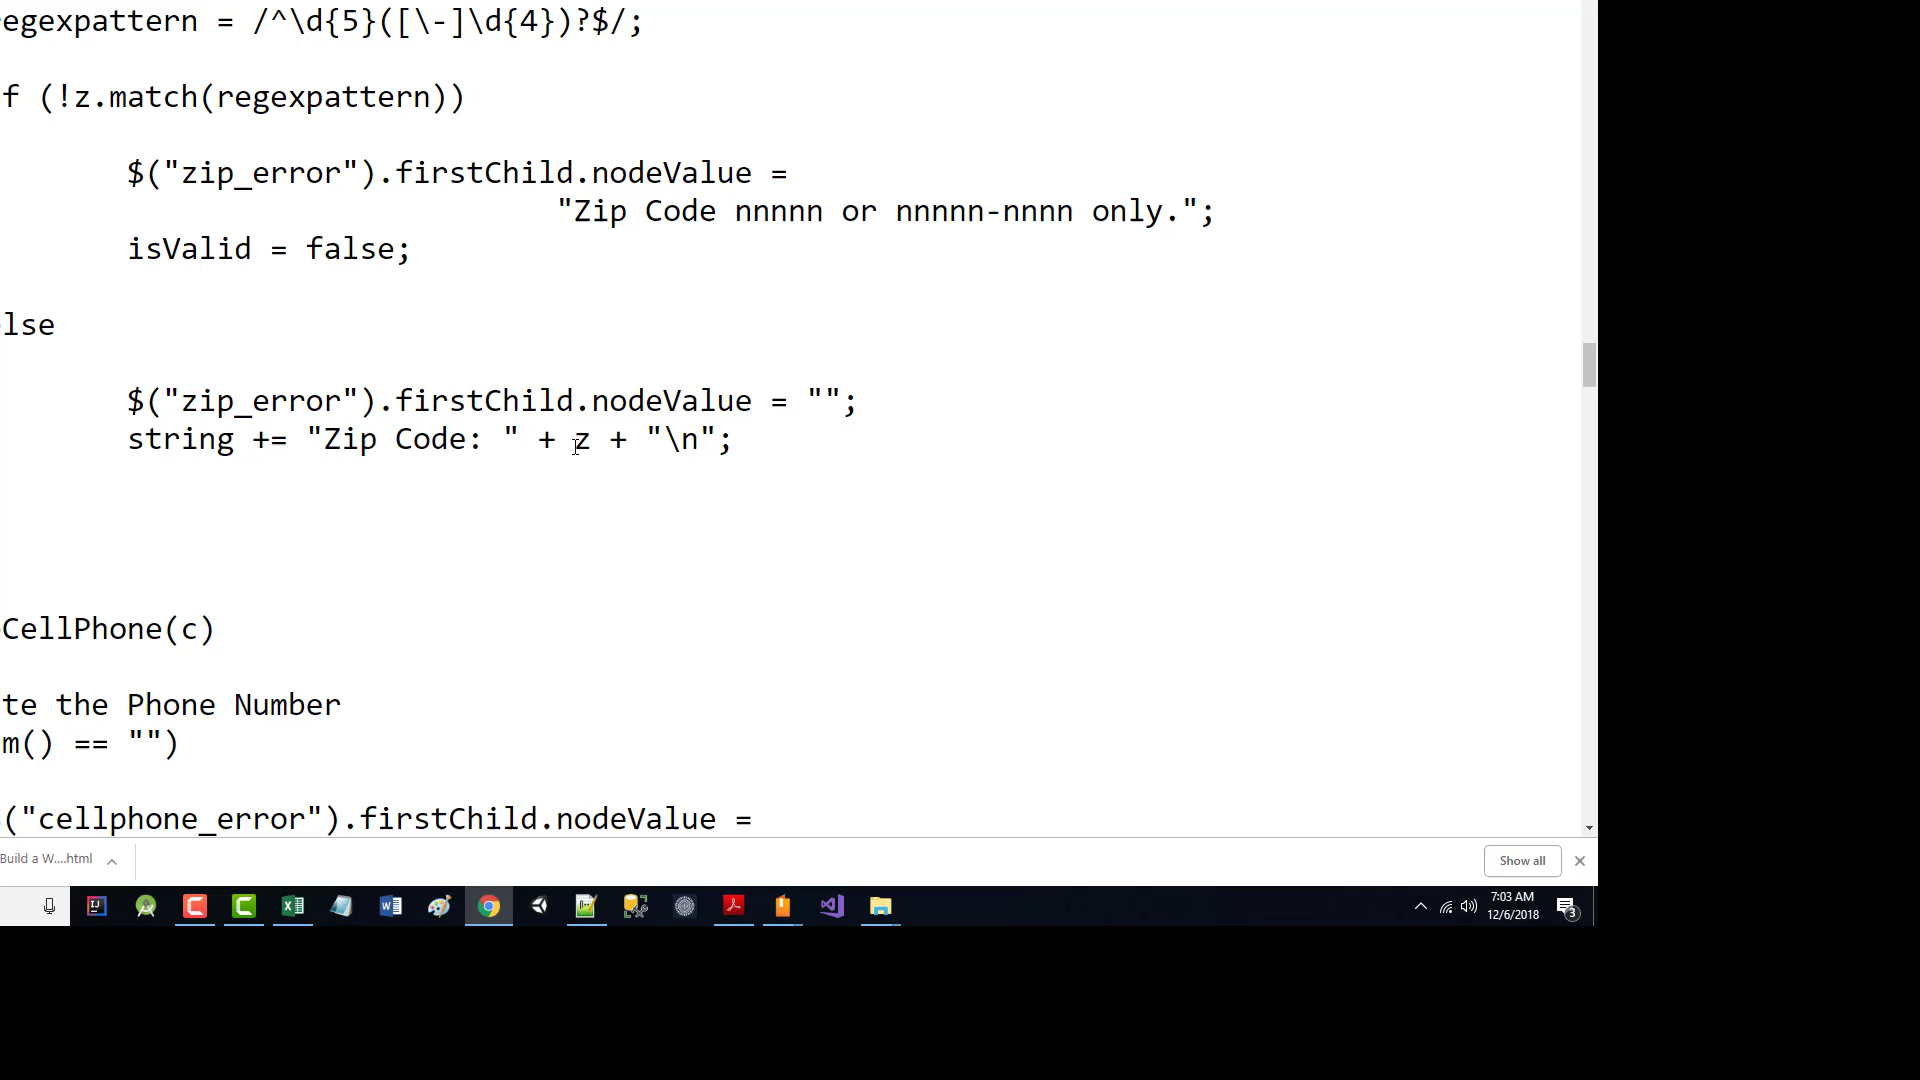 egexpattern = /^\d{5}([\-]\d{4})?$/;
f (!z.match(regexpattern))
$("zip_error").firstChild.nodeValue =
"Zip Code nnnnn or nnnnn-nnnn only.";
isValid = false;
lse
$("zip_error").firstChild.nodeValue = "";
string += "Zip Code: " + z + "\n";
CellPhone(c)
te the Phone Number
m() == "")
("cellphone_error").firstChild.nodeValue =
Build a W....html
Show all
7:03 AM
12/6/2018
3